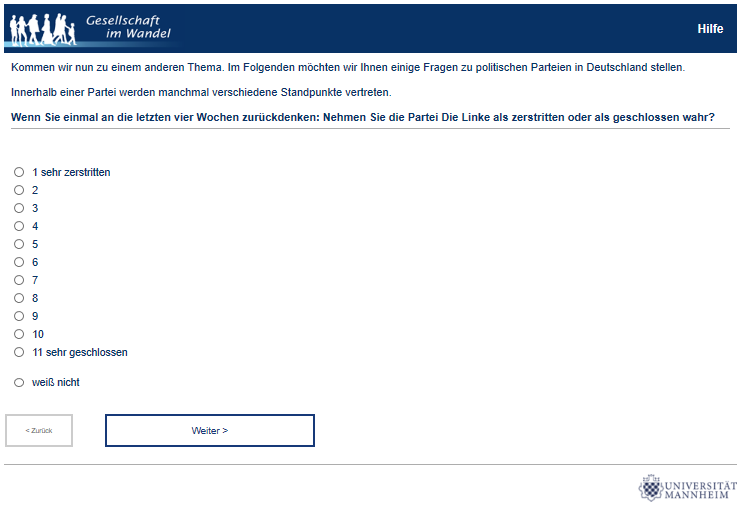 Gesellschaft
im Wandel
Hilfe
Kommen wir nun zu einem anderen Thema. Im Folgenden möchten wir Ihnen einige Fragen zu politischen Parteien in Deutschland stellen.
Innerhalb einer Partei werden manchmal verschiedene Standpunkte vertreten.
Wenn Sie einmal an die letzten vier Wochen zurückdenken: Nehmen Sie die Partei Die Linke als zerstritten oder als geschlossen wahr?
1 sehr zerstritten
2
3
4
5
6
7
8
9
10
11 sehr geschlossen
weiß nicht
< Zurück
Weiter >
UNIVERSITÄT
MANNHEIM